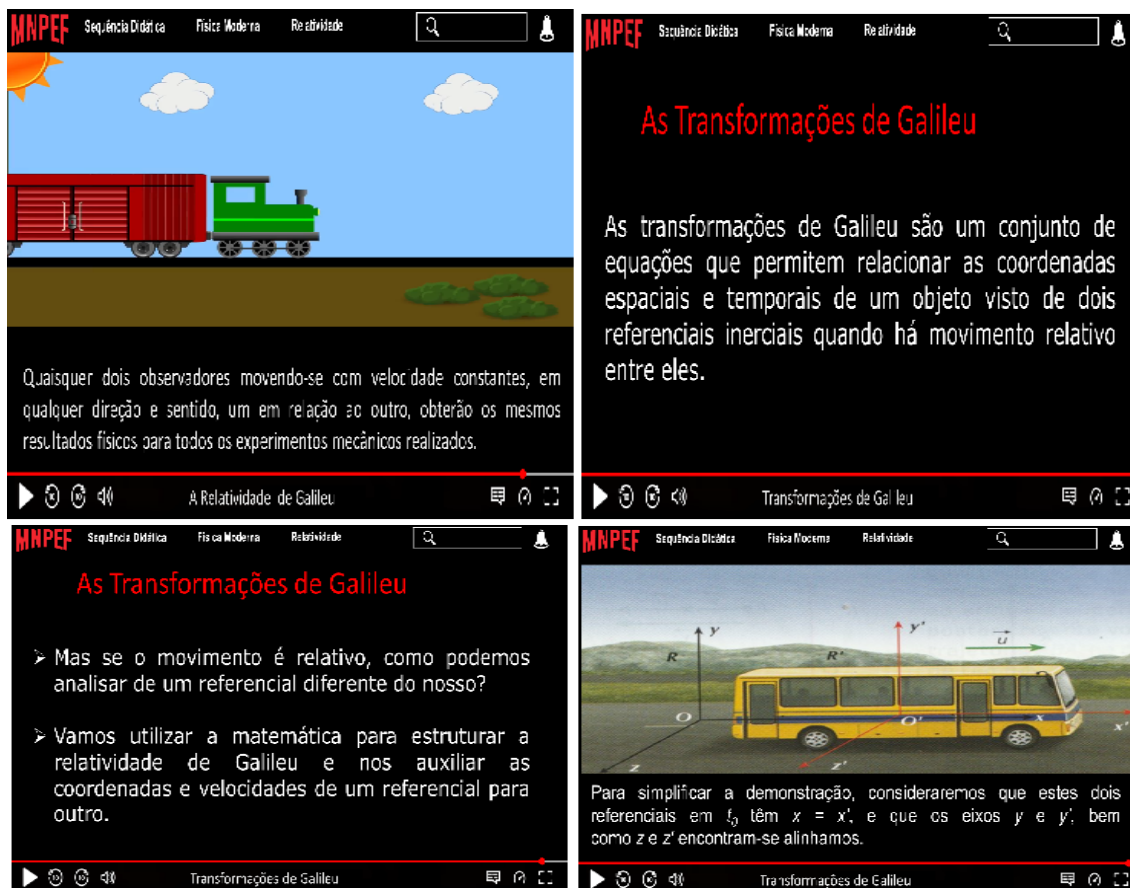 MNPEF Sequência Didática Física Moderna Relatividade
Quaisquer dois observadores movendo-se com velocidade constantes, em
qualquer direção e sentido, um em relação ao outro, obterão os mesmos
resultados físicos para todos os experimentos mecânicos realizados.
A Relatividade de Galileu
MNPEF Sequência Didática Física Moderna Relatividade
As Transformações de Galileu
As transformações de Galileu são um conjunto de
equações que permitem relacionar as coordenadas
espaciais e temporais de um objeto visto de dois
referenciais inerciais quando há movimento relativo
entre eles.
Transformações de Galileu
MNPEF Sequência Didática Física Moderna Relatividade
As Transformações de Galileu
➢ Mas se o movimento é relativo, como podemos
analisar de um referencial diferente do nosso?
➢ Vamos utilizar a matemática para estruturar a
relatividade de Galileu e nos auxiliar as
coordenadas e velocidades de um referencial para
outro.
Transformações de Galileu
MNPEF Sequência Didática Física Moderna Relatividade
y y' u
R R'
O O' x x'
z z'
Para simplificar a demonstração, consideraremos que estes dois
referenciais em t₀ têm x = x', e que os eixos y e y', bem
como z e z' encontram-se alinhamos.
Transformações de Galileu